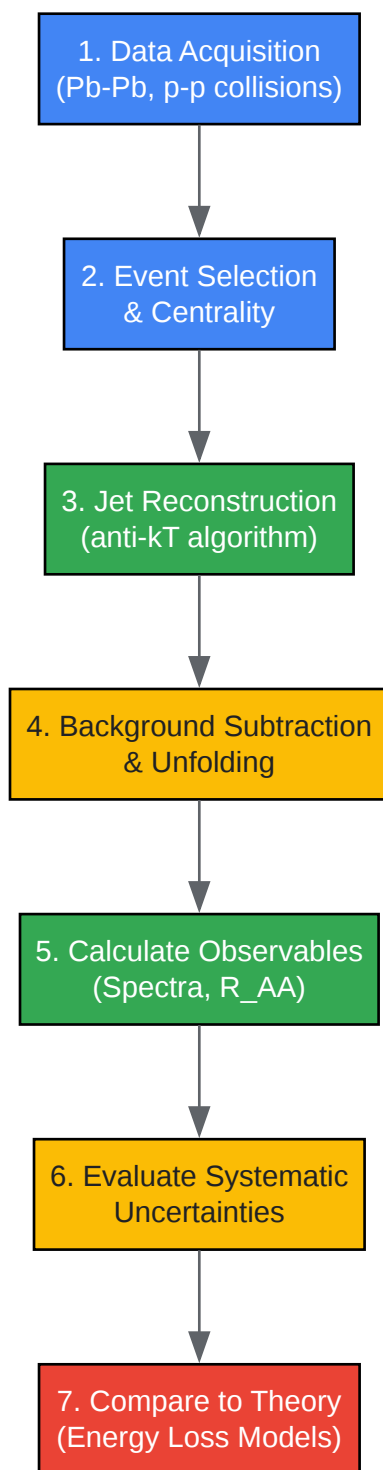 1. Data Acquisition
(Pb-Pb, p-p collisions)
2. Event Selection
& Centrality
3. Jet Reconstruction
(anti-kT algorithm)
4. Background Subtraction
& Unfolding
5. Calculate Observables
(Spectra, R_AA)
6. Evaluate Systematic
Uncertainties
7. Compare to Theory
(Energy Loss Models)